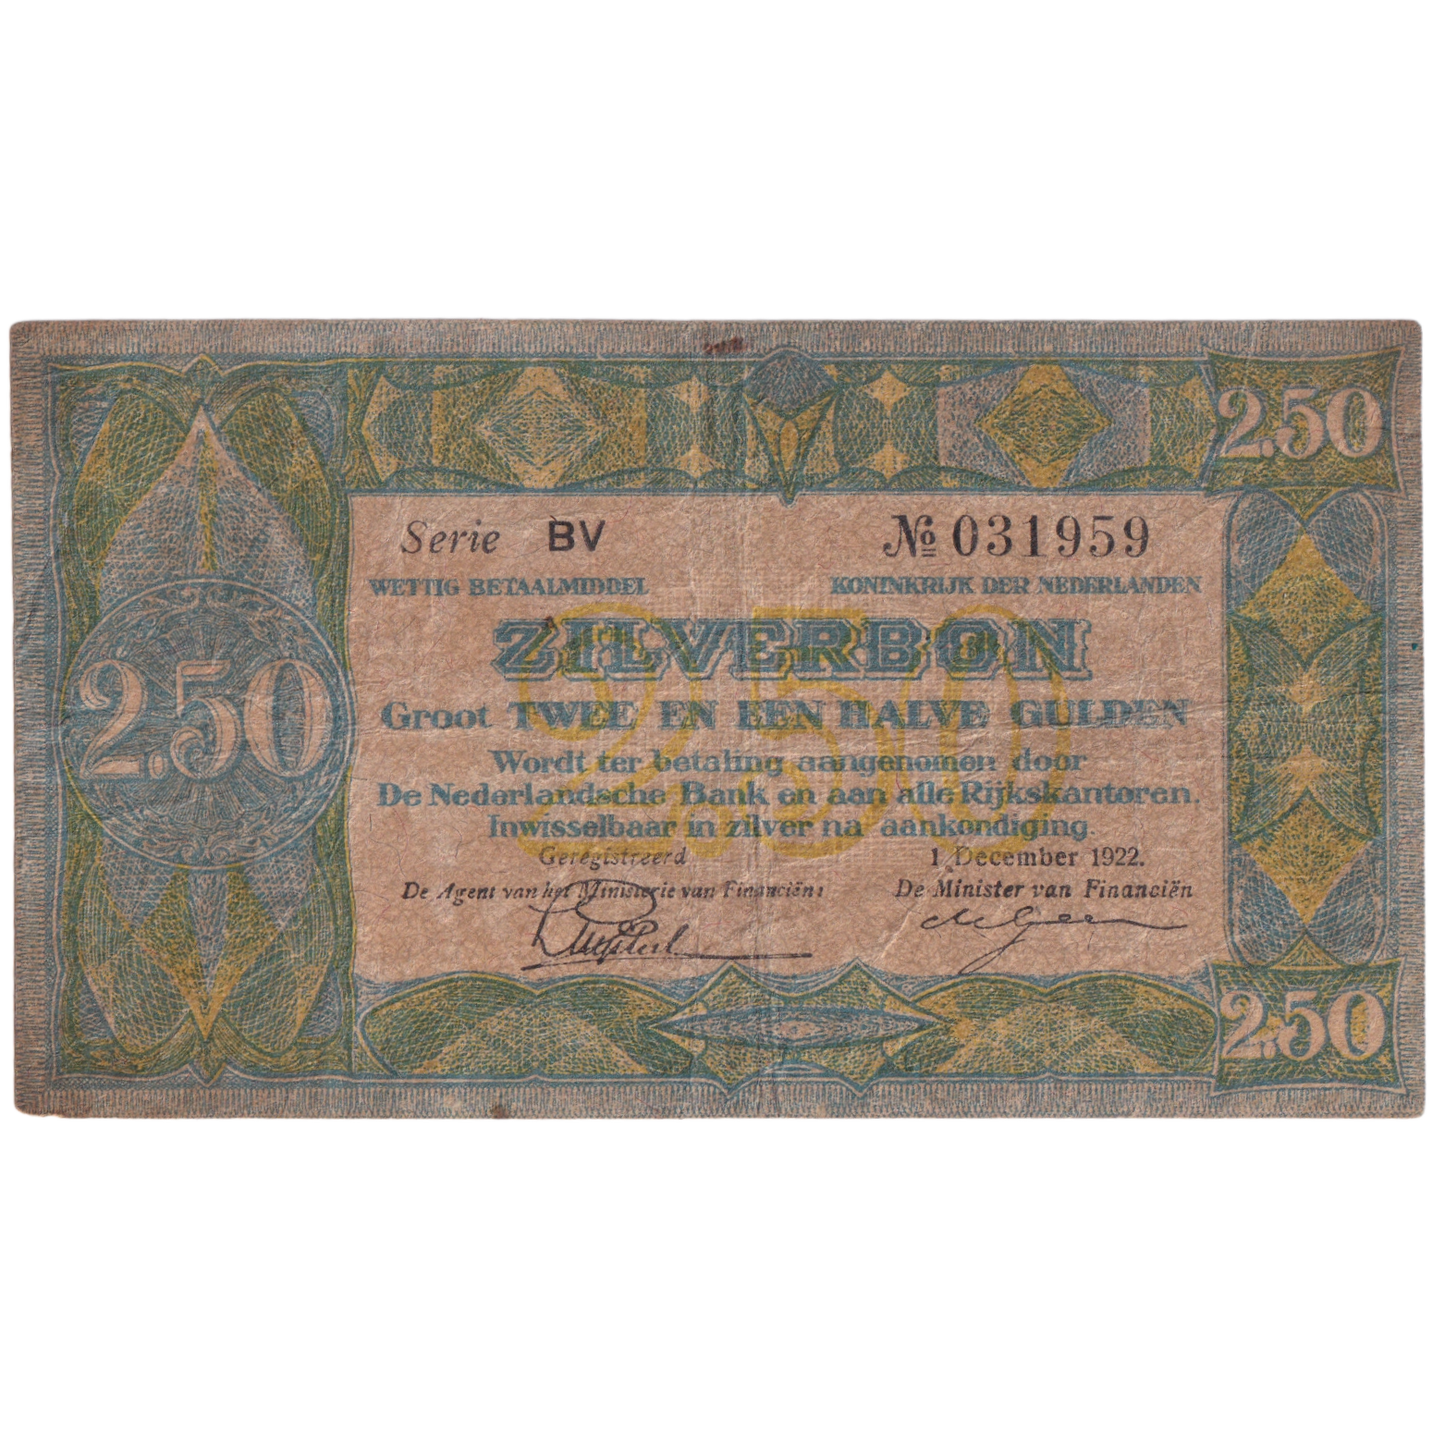 2.50
Serie BV № 031959
WETTIG BETAALMIDDEL KONINKRIJK DER NEDERLANDEN
ZILVERBON
2.50
Groot TWEE EN EEN HALVE GULDEN
2.50
Wordt ter betaling aangenomen door
De Nederlandsche Bank en aan alle Rijkskantoren.
Inwisselbaar in zilver na aankondiging.
Geregistreerd 1 December 1922.
De Agent van het Ministerie van Financiën: De Minister van Financiën
2.50